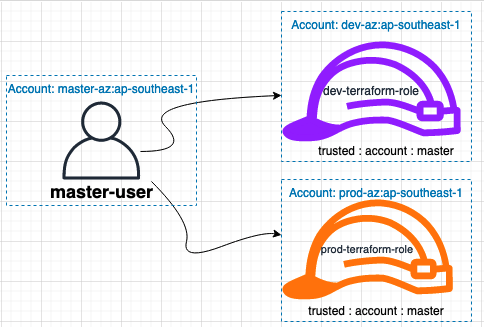 Account: dev-az:ap-southeast-1
dev-terraform-role
trusted : account : master
Account: master-az:ap-southeast-1
master-user
Account: prod-az:ap-southeast-1
prod-terraform-role
trusted : account : master